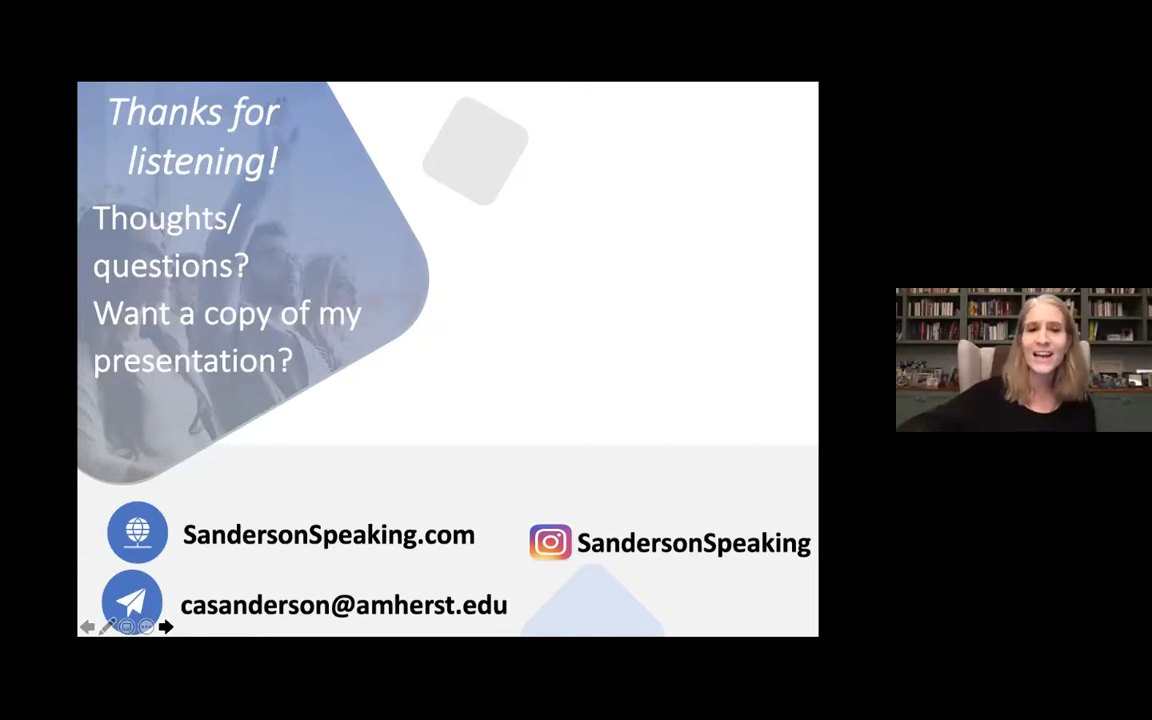 Thanks for
listening!
Thoughts/
questions?
Want a copy of my
presentation?
SandersonSpeaking.com
SandersonSpeaking
casanderson@amherst.edu